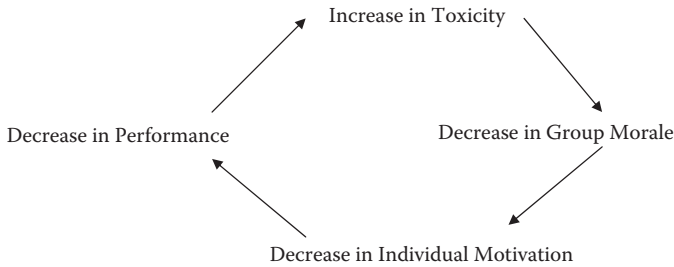 Increase in Toxicity
Decrease in Performance
Decrease in Group Morale
Decrease in Individual Motivation